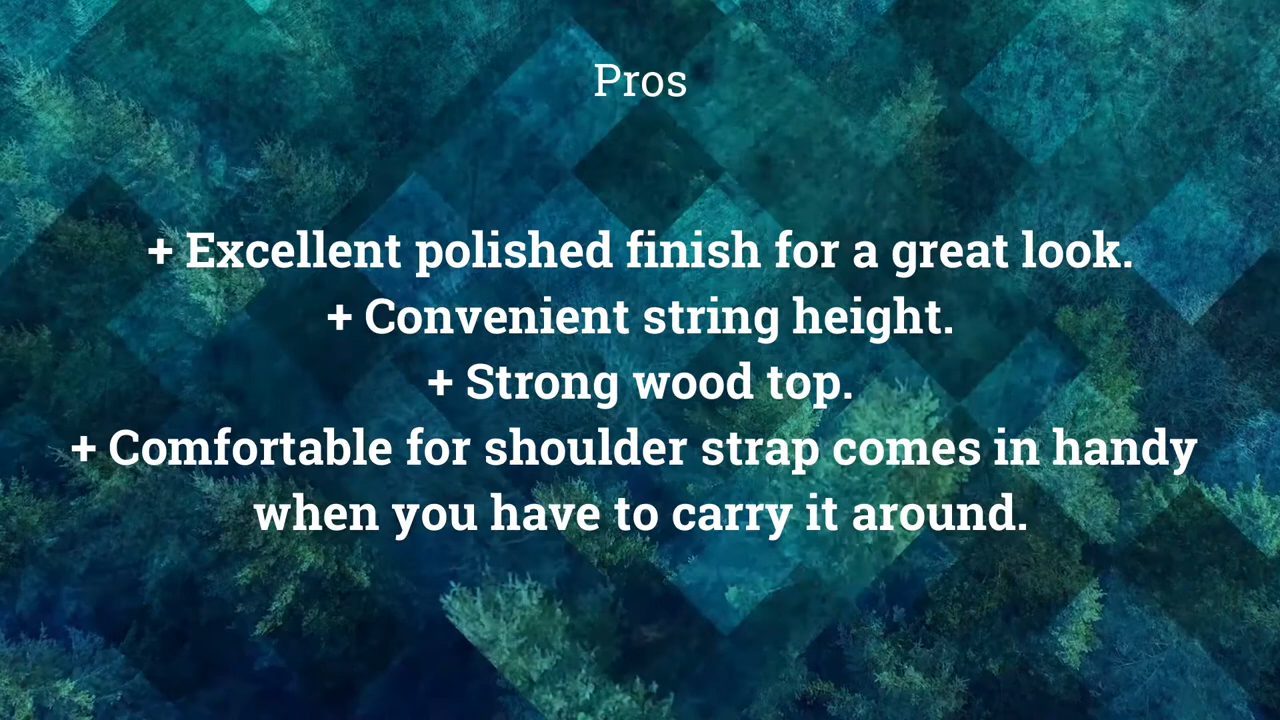 Pros
+ Excellent polished finish for a great look.
+ Convenient string height.
+ Strong wood top.
+ Comfortable for shoulder strap comes in handy
when you have to carry it around.